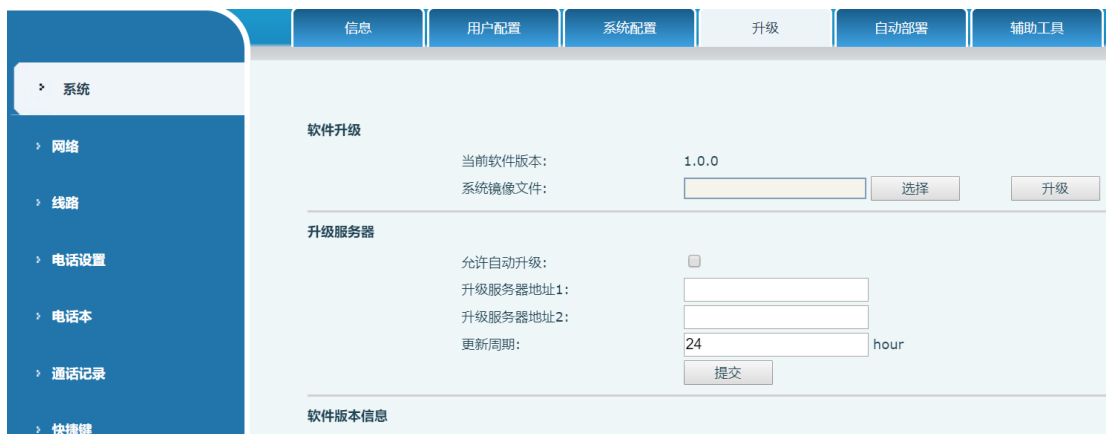 信息 用户配置 系统配置 升级 自动部署 辅助工具
系统
网络
线路
电话设置
电话本
通话记录
快捷键
软件升级
当前软件版本: 1.0.0
系统镜像文件: 选择 升级
升级服务器
允许自动升级:
升级服务器地址1:
升级服务器地址2:
更新周期: 24 hour
提交
软件版本信息